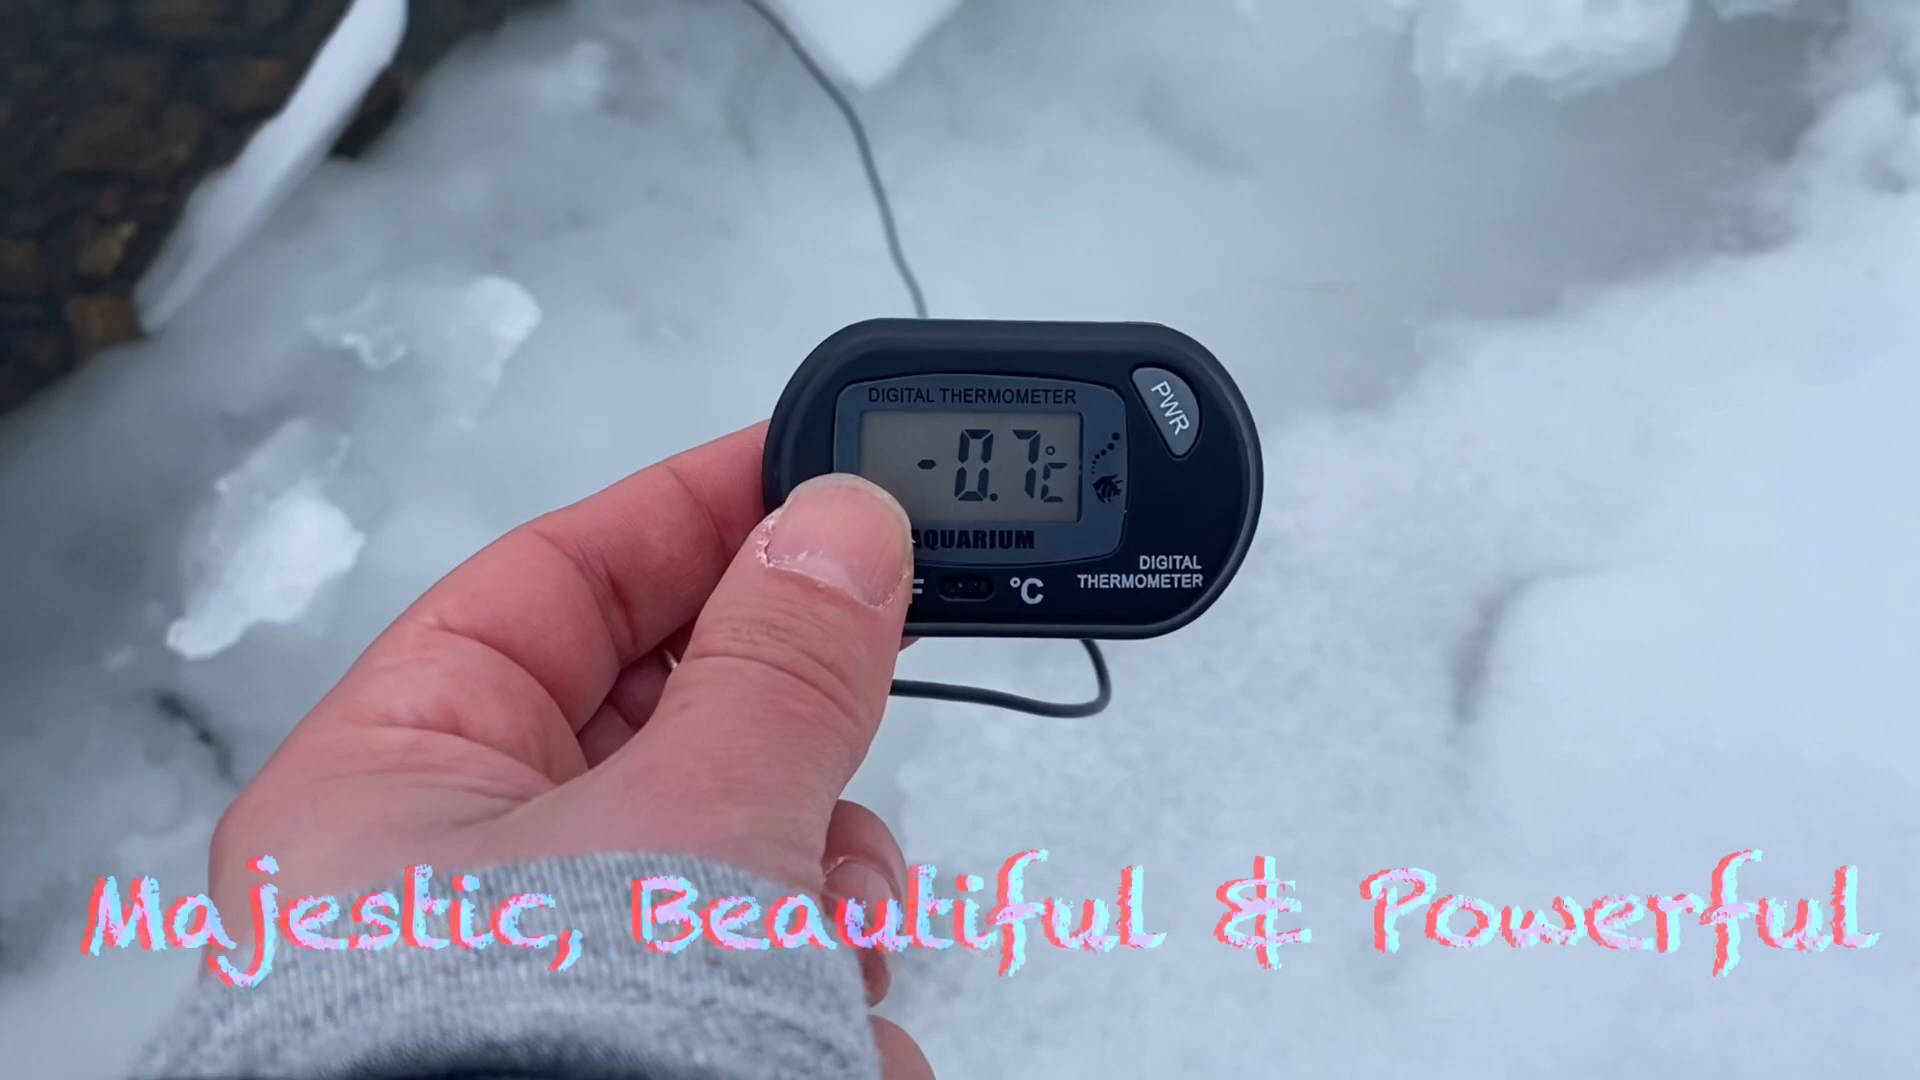 DIGITAL THERMOMETER
PWR
-0.7°C
AQUARIUM
F °C
DIGITAL
THERMOMETER
Majestic, Beautiful & Powerful